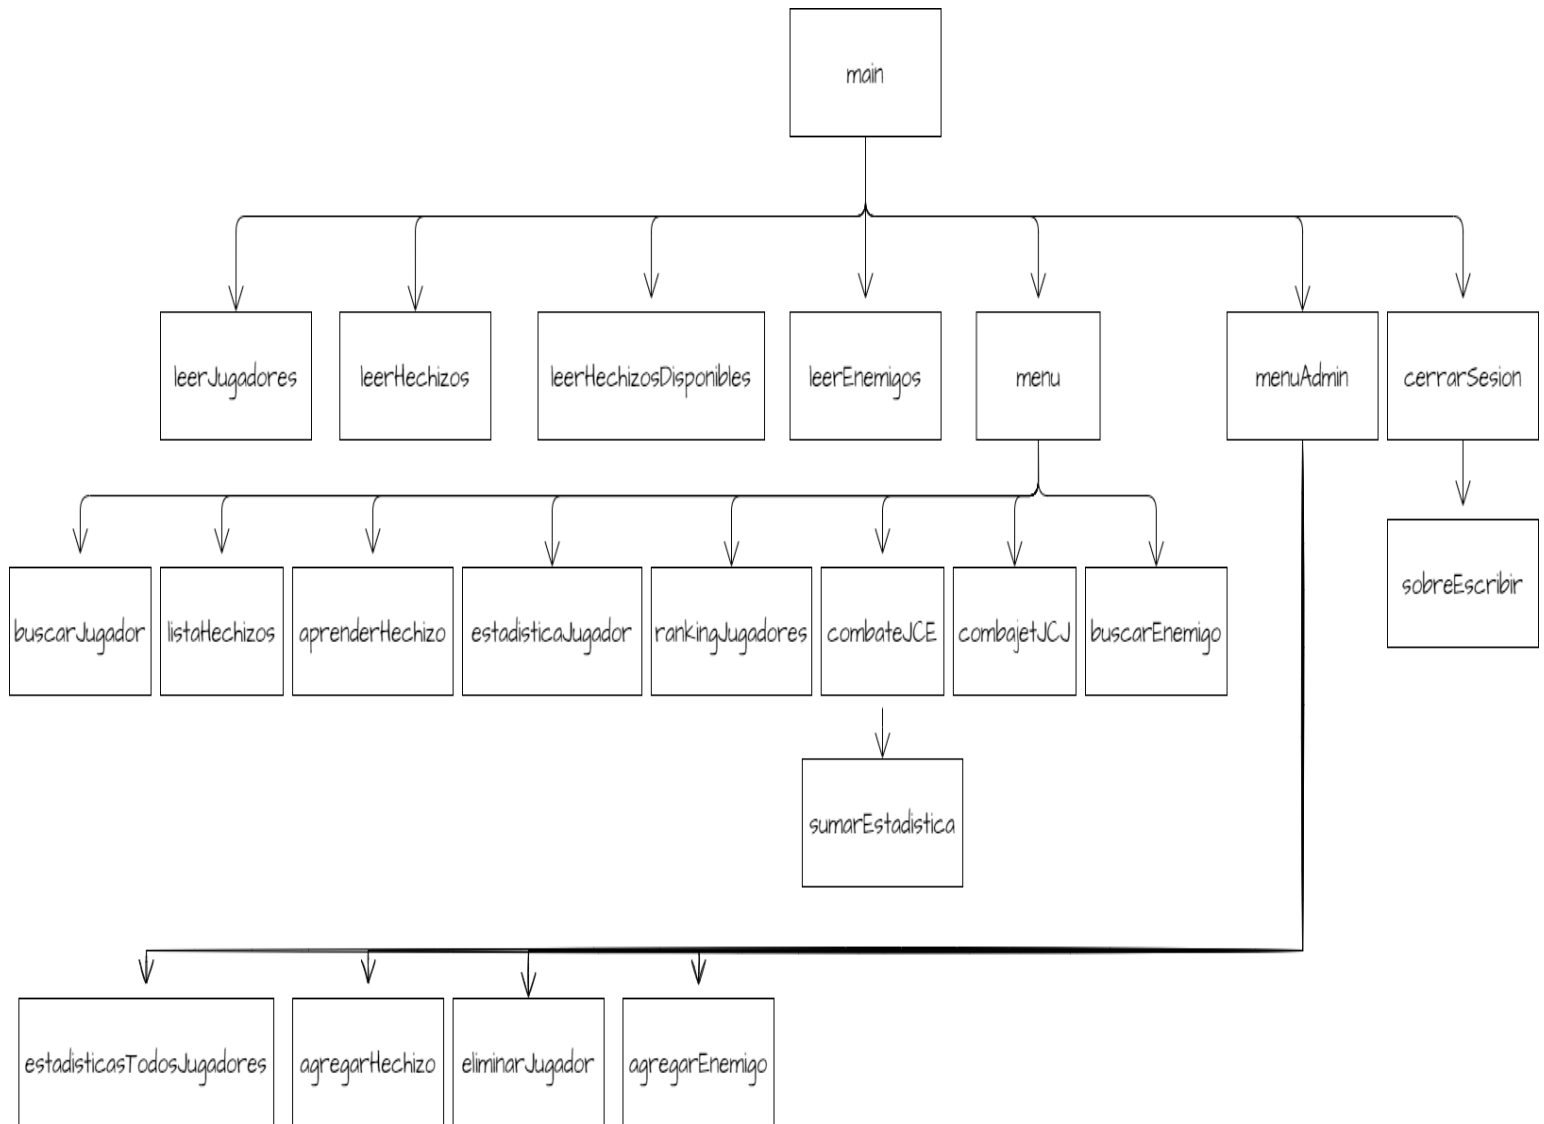 main
leerJugadores
leerHechizos
leerHechizosDisponibles
leerEnemigos
menu
menuAdmin
cerrarSesion
sobreEscribir
buscarJugador
listaHechizos
aprenderHechizo
estadisticaJugador
rankingJugadores
combateJCE
combajetJCJ
buscarEnemigo
sumarEstadistica
estadisticasTodosJugadores
agregarHechizo
eliminarJugador
agregarEnemigo